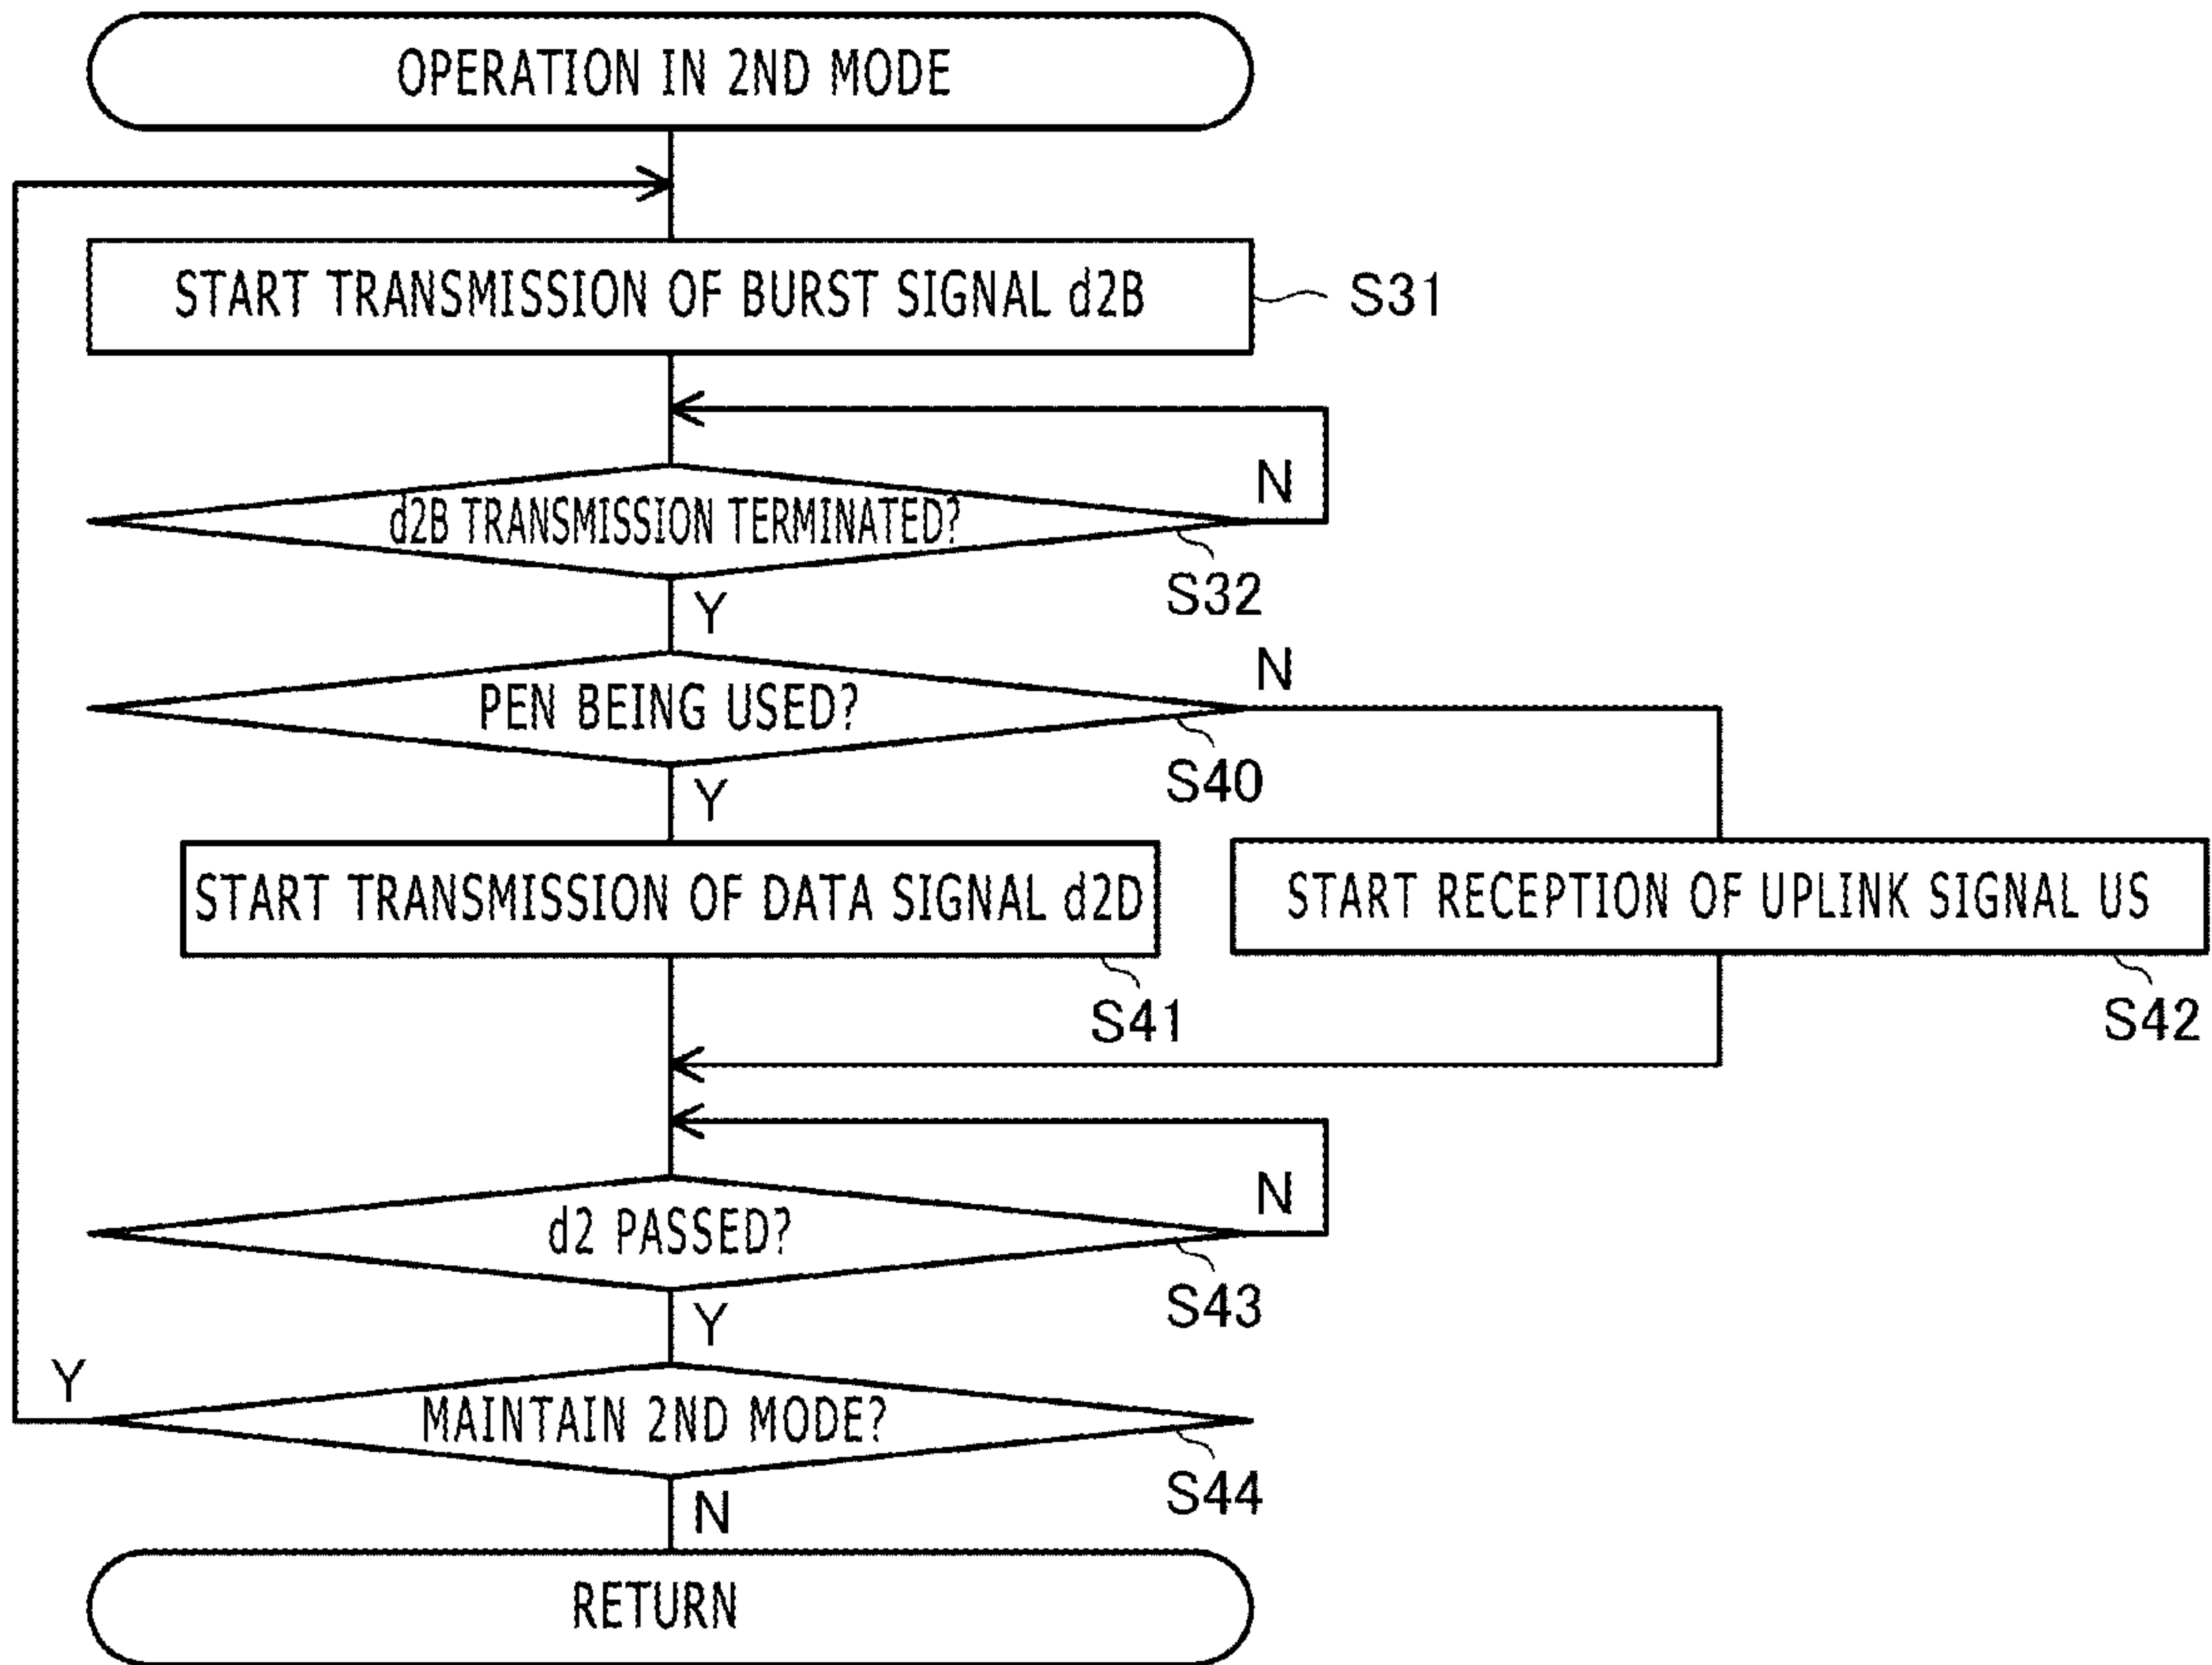 OPERATION IN 2ND MODE
START TRANSMISSION OF BURST SIGNAL d2B
S31
N
d2B TRANSMISSION TERMINATED?
S32
Y
N
PEN BEING USED?
S40
Y
START TRANSMISSION OF DATA SIGNAL d2D
START RECEPTION OF UPLINK SIGNAL US
S41
S42
N
d2 PASSED?
S43
Y
Y
MAINTAIN 2ND MODE?
S44
N
RETURN